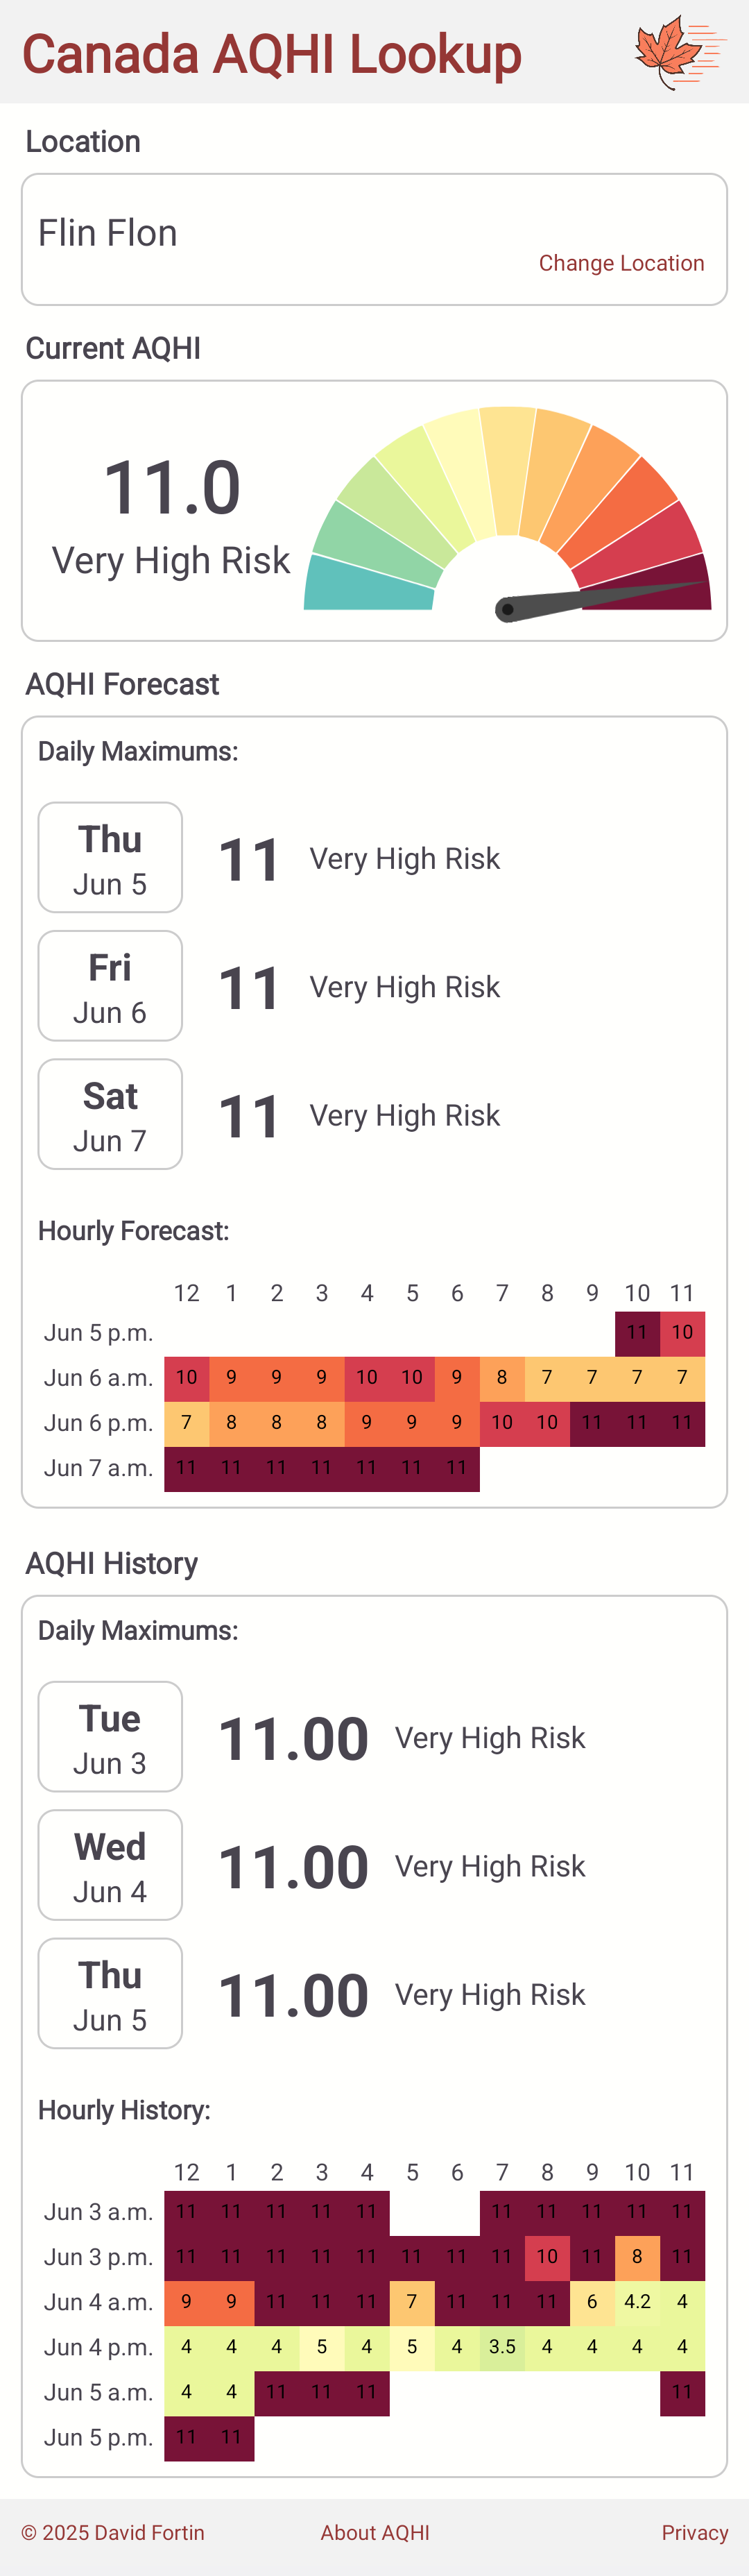 Canada AQHI Lookup
Location
Flin Flon
Change Location
Current AQHI
11.0
Very High Risk
AQHI Forecast
Daily Maximums:
Thu
Jun 5
11 Very High Risk
Fri
Jun 6
11 Very High Risk
Sat
Jun 7
11 Very High Risk
Hourly Forecast:
12 1 2 3 4 5 6 7 8 9 10 11
Jun 5 p.m. 11 10
Jun 6 a.m. 10 9 9 9 10 10 9 8 7 7 7 7
Jun 6 p.m. 7 8 8 8 9 9 9 10 10 11 11 11
Jun 7 a.m. 11 11 11 11 11 11 11
AQHI History
Daily Maximums:
Tue
Jun 3
11.00 Very High Risk
Wed
Jun 4
11.00 Very High Risk
Thu
Jun 5
11.00 Very High Risk
Hourly History:
12 1 2 3 4 5 6 7 8 9 10 11
Jun 3 a.m. 11 11 11 11 11 11 11 11 11 11
Jun 3 p.m. 11 11 11 11 11 11 11 11 10 11 8 11
Jun 4 a.m. 9 9 11 11 11 7 11 11 11 6 4.2 4
Jun 4 p.m. 4 4 4 5 4 5 4 3.5 4 4 4 4
Jun 5 a.m. 4 4 11 11 11 11
Jun 5 p.m. 11 11
© 2025 David Fortin About AQHI Privacy